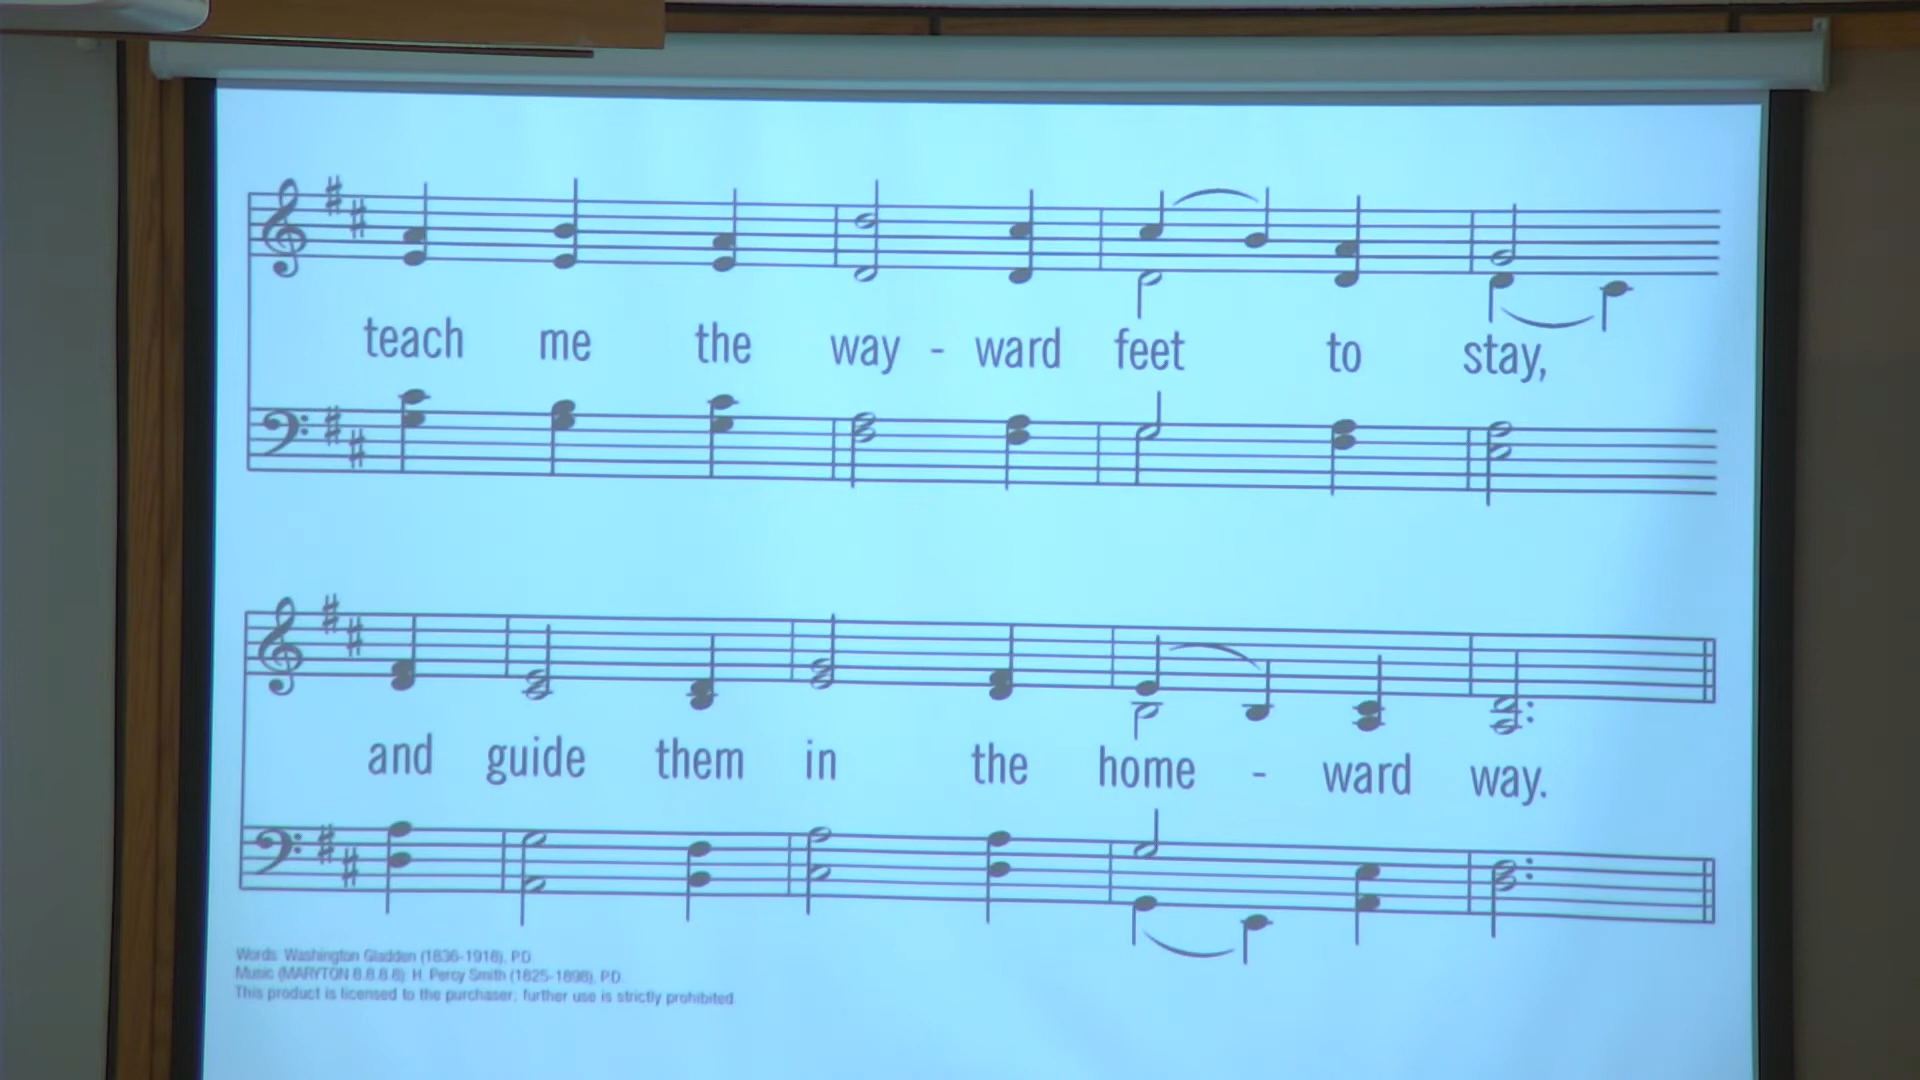 teach me the way - ward feet to stay,
and guide them in the home - ward way.
Words: Washington Gladden (1836-1918), P.D.
Music (MARYTON 8.8.8.8): H. Percy Smith (1825-1898), P.D.
This product is licensed to the purchaser; further use is strictly prohibited.